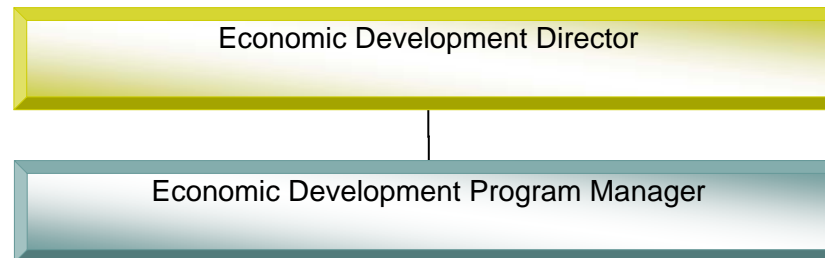 Economic Development Director
Economic Development Program Manager